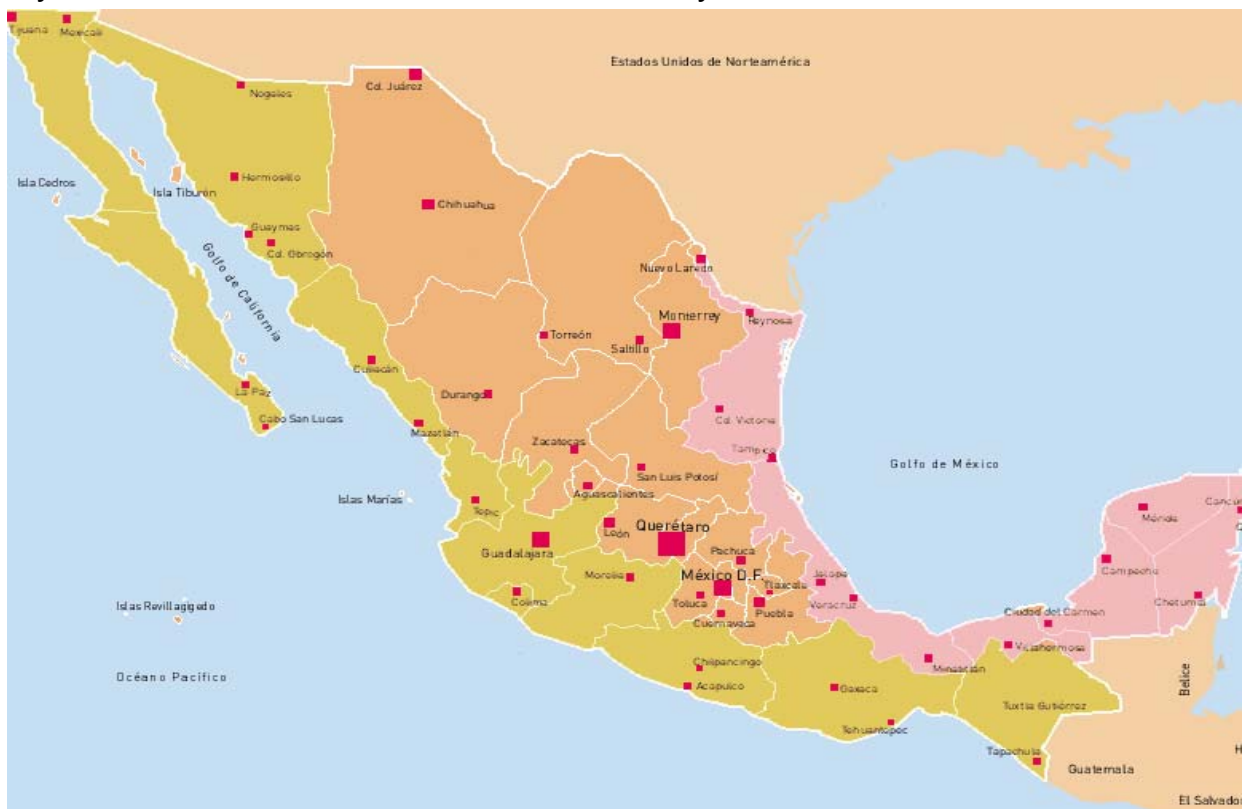 Tijuana
Mexicali
Estados Unidos de Norteamérica
Nogales
Cd. Juárez
Isla Cedros
Isla Tiburón
Hermosillo
Chihuahua
Guaymas
Cd. Obregón
Golfo de California
Nuevo Laredo
Monterrey
Reynosa
Torreón
Saltillo
Culiacán
La Paz
Durango
Cabo San Lucas
Mazatlán
Cd. Victoria
Zacatecas
Tampico
San Luis Potosí
Golfo de México
Islas Marías
Aguascalientes
Tepic
León
Querétaro
Mérida
Guadalajara
Pachuca
Morelia
México D.F.
Jalapa
Tlaxcala
Campeche
Colima
Toluca
Puebla
Veracruz
Chetumal
Islas Revillagigedo
Cuernavaca
Ciudad del Carmen
Villahermosa
Chilpancingo
Minatitlán
Océano Pacífico
Acapulco
Oaxaca
Belice
Tuxtla Gutiérrez
Tehuantepec
Tapachula
Guatemala
El Salvador